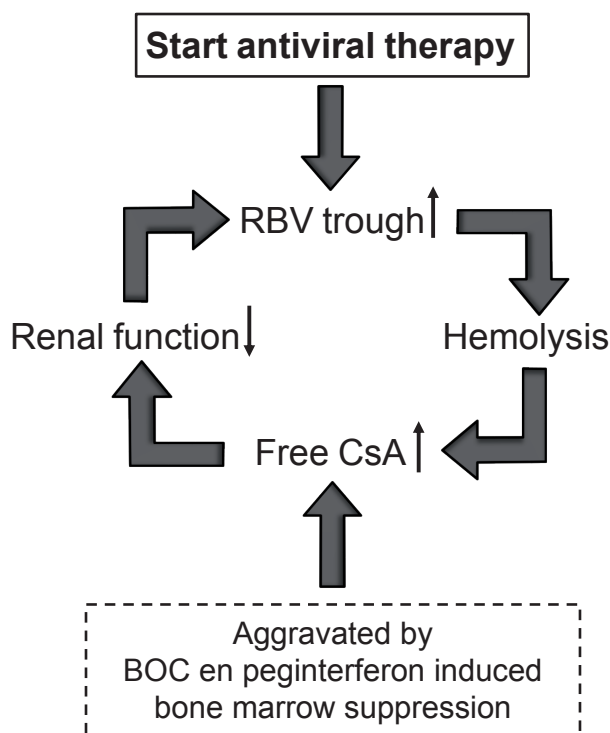 Start antiviral therapy
RBV trough
Renal function
Hemolysis
Free CsA
Aggravated by
BOC en peginterferon induced
bone marrow suppression